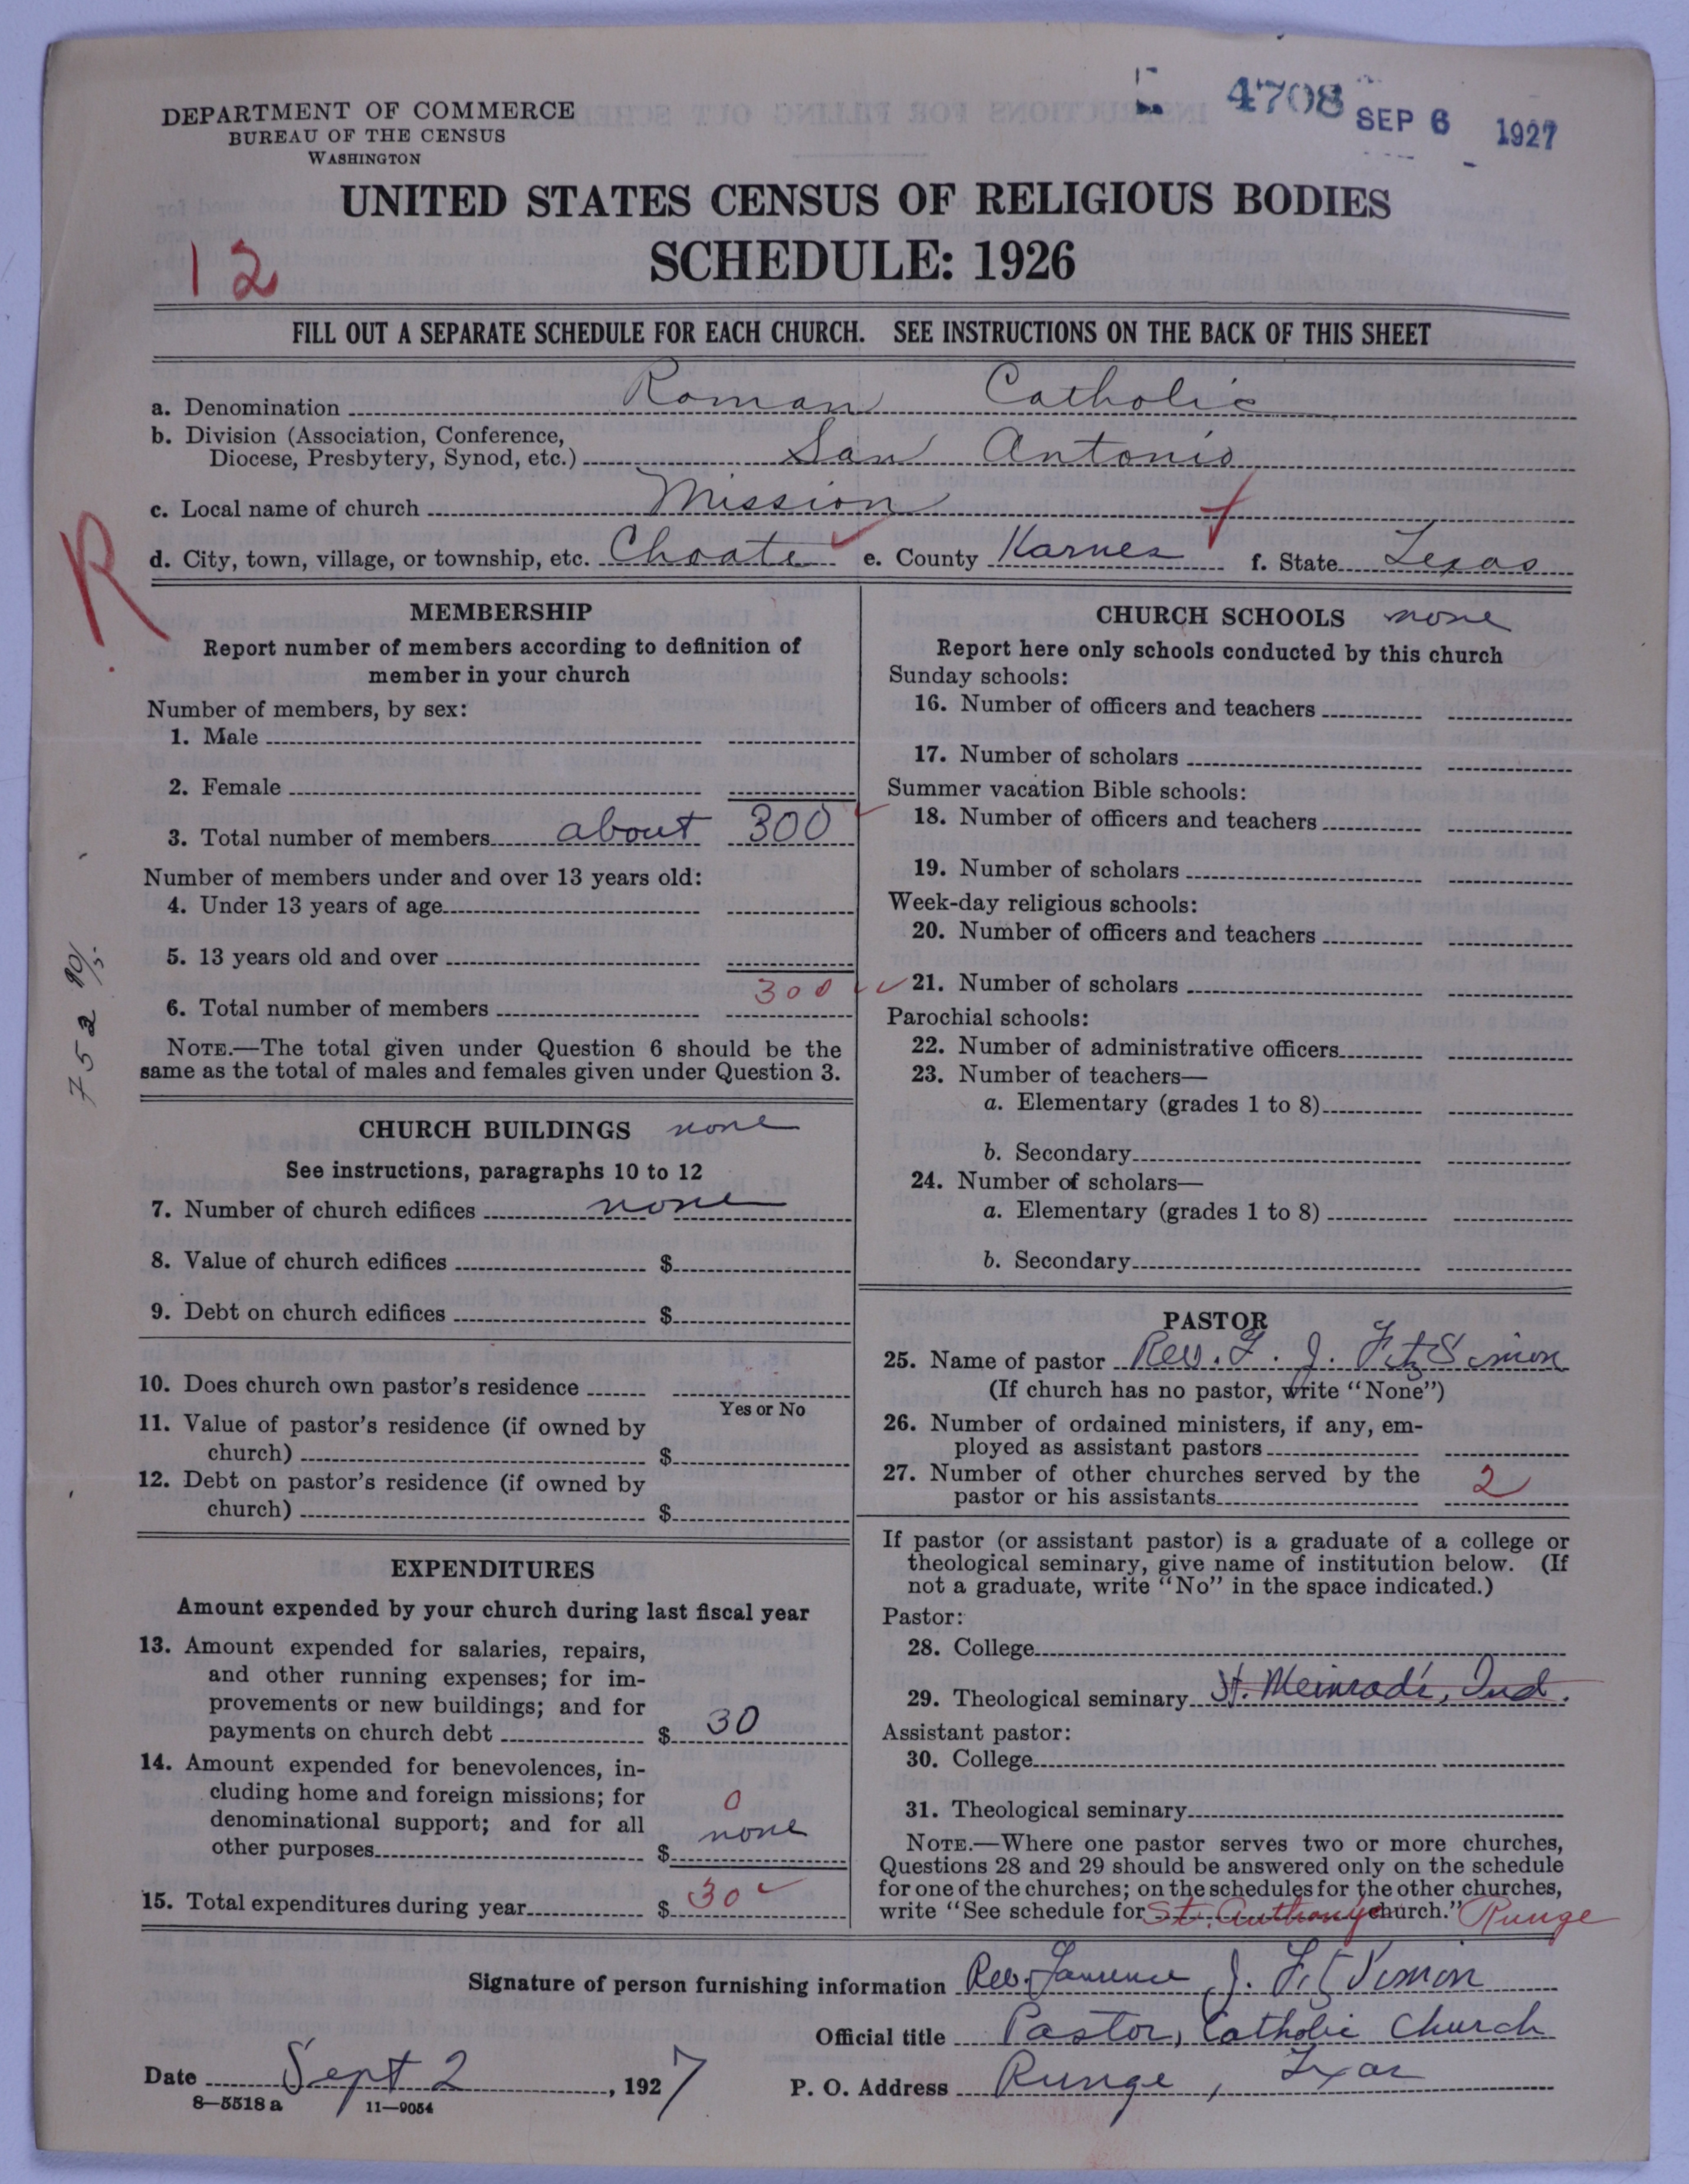 4708 SEP 6 1927
DEPARTMENT OF COMMERCE
BUREAU OF THE CENSUS
WASHINGTON
UNITED STATES CENSUS OF RELIGIOUS BODIES
SCHEDULE: 1926
12
FILL OUT A SEPARATE SCHEDULE FOR EACH CHURCH. SEE INSTRUCTIONS ON THE BACK OF THIS SHEET
a. Denomination Roman Catholic
b. Division (Association, Conference,
Diocese, Presbytery, Synod, etc.) San Antonio
c. Local name of church Mission
d. City, town, village, or township, etc. Choate e. County Karnes f. State Texas
R
MEMBERSHIP
Report number of members according to definition of
member in your church
Number of members, by sex:
1. Male
2. Female
3. Total number of members about 300
Number of members under and over 13 years old:
4. Under 13 years of age
5. 13 years old and over
6. Total number of members 300
NOTE.—The total given under Question 6 should be the
same as the total of males and females given under Question 3.
CHURCH BUILDINGS none
See instructions, paragraphs 10 to 12
7. Number of church edifices none
8. Value of church edifices $
9. Debt on church edifices $
10. Does church own pastor's residence
Yes or No
11. Value of pastor's residence (if owned by
church) $
12. Debt on pastor's residence (if owned by
church) $
EXPENDITURES
Amount expended by your church during last fiscal year
13. Amount expended for salaries, repairs,
and other running expenses; for im-
provements or new buildings; and for
payments on church debt $ 30
14. Amount expended for benevolences, in-
cluding home and foreign missions; for
denominational support; and for all 0
other purposes $ none
15. Total expenditures during year $ 30
CHURCH SCHOOLS none
Report here only schools conducted by this church
Sunday schools:
16. Number of officers and teachers
17. Number of scholars
Summer vacation Bible schools:
18. Number of officers and teachers
19. Number of scholars
Week-day religious schools:
20. Number of officers and teachers
21. Number of scholars
Parochial schools:
22. Number of administrative officers
23. Number of teachers—
a. Elementary (grades 1 to 8)
b. Secondary
24. Number of scholars—
a. Elementary (grades 1 to 8)
b. Secondary
PASTOR
25. Name of pastor Rev. L. J. FitzSimon
(If church has no pastor, write "None")
26. Number of ordained ministers, if any, em-
ployed as assistant pastors
27. Number of other churches served by the
pastor or his assistants 2
If pastor (or assistant pastor) is a graduate of a college or
theological seminary, give name of institution below. (If
not a graduate, write "No" in the space indicated.)
Pastor:
28. College
29. Theological seminary St. Meinrad's, Ind.
Assistant pastor:
30. College
31. Theological seminary
NOTE.—Where one pastor serves two or more churches,
Questions 28 and 29 should be answered only on the schedule
for one of the churches; on the schedules for the other churches,
write "See schedule for St. Anthony church." Runge
Signature of person furnishing information Rev. Laurence J. FitzSimon
Official title Pastor, Catholic Church
Date Sept 2, 1927 P. O. Address Runge, Texas
8—5518 a 11—9054